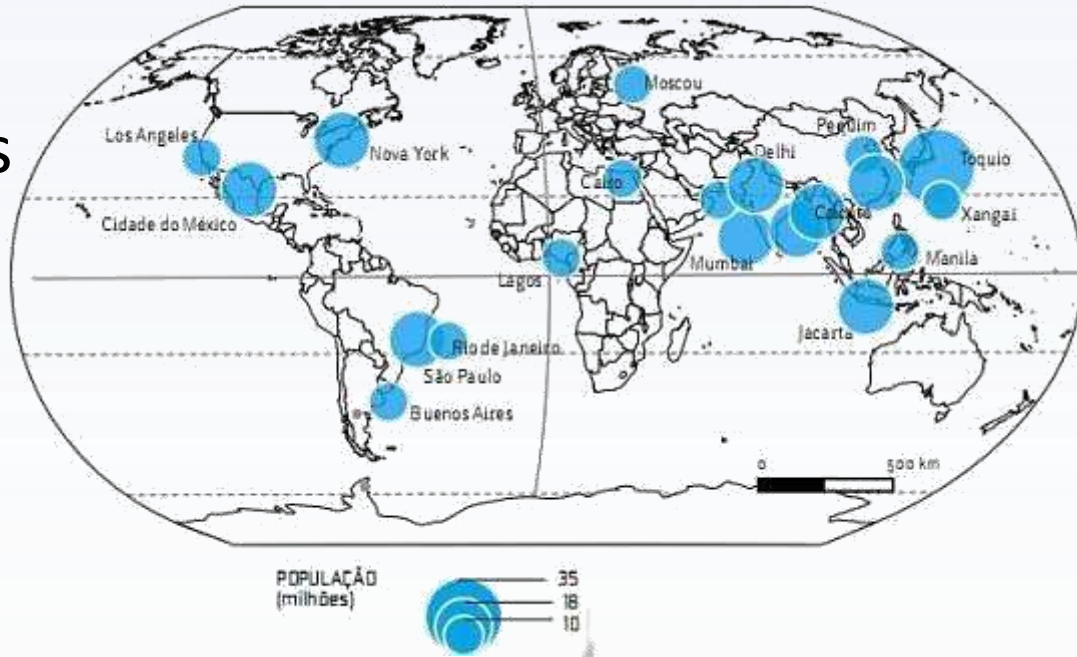 s
Moscou
Los Angeles
Nova York
Pequim
Tóquio
Delhi
Cairo
Cidade do México
Calcutá
Xangai
Mumbai
Manila
Lagos
Jacarta
Rio de Janeiro
São Paulo
Buenos Aires
0 500 km
POPULAÇÃO
(milhões)
35
18
10